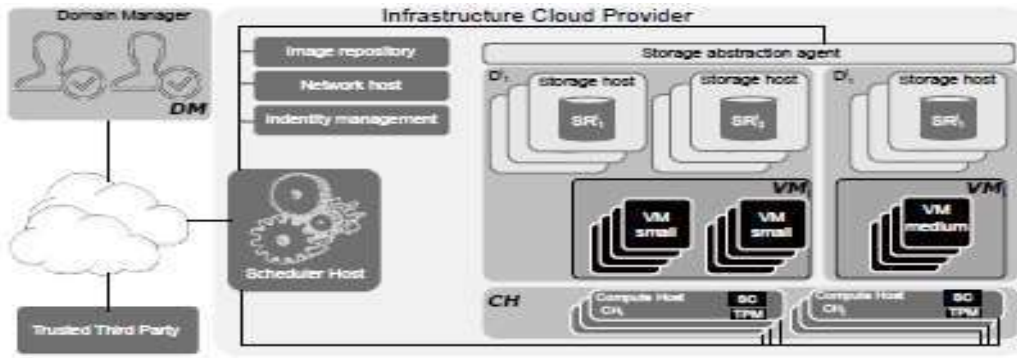 Domain Manager
DM
Infrastructure Cloud Provider
Image repository
Network host
Indentity management
Scheduler Host
Trusted Third Party
Storage abstraction agent
Storage host
Storage host
Storage host
VM
small
VM
small
VM
medium
CH
Compute Host
SC
TPM
Compute Host
SC
TPM